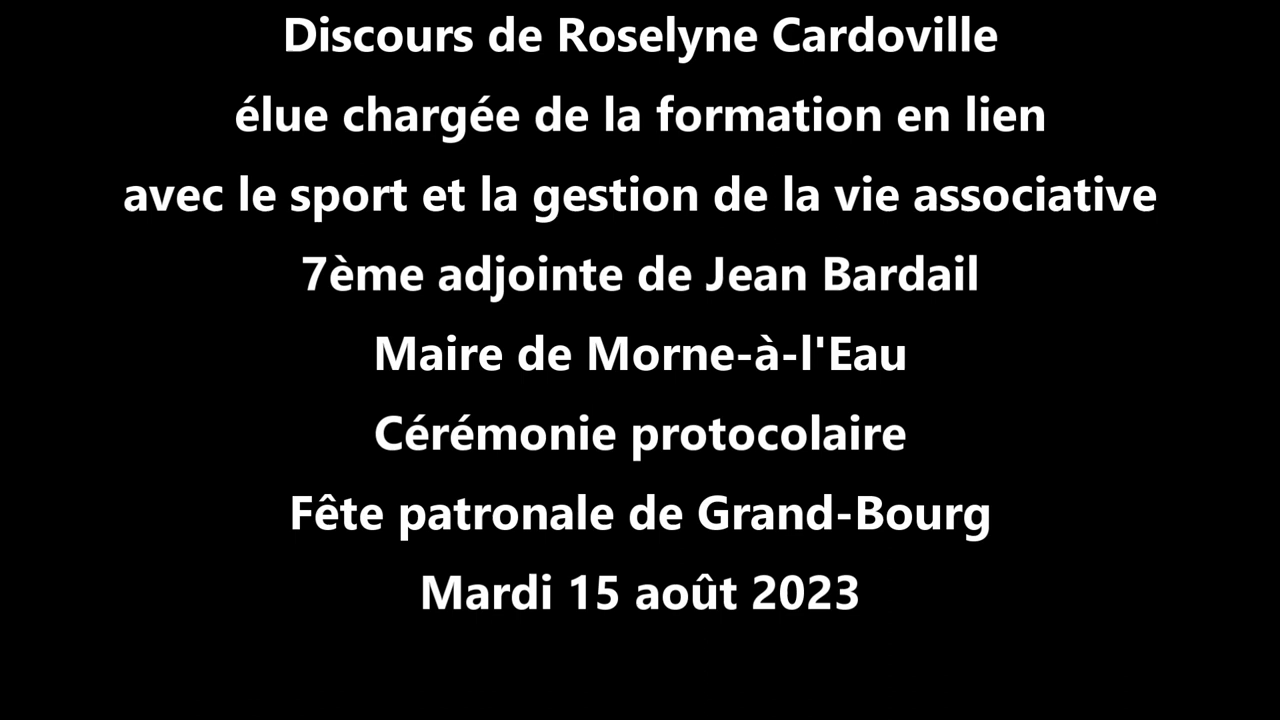 Discours de Roselyne Cardoville
élue chargée de la formation en lien
avec le sport et la gestion de la vie associative
7ème adjointe de Jean Bardail
Maire de Morne-à-l'Eau
Cérémonie protocolaire
Fête patronale de Grand-Bourg
Mardi 15 août 2023